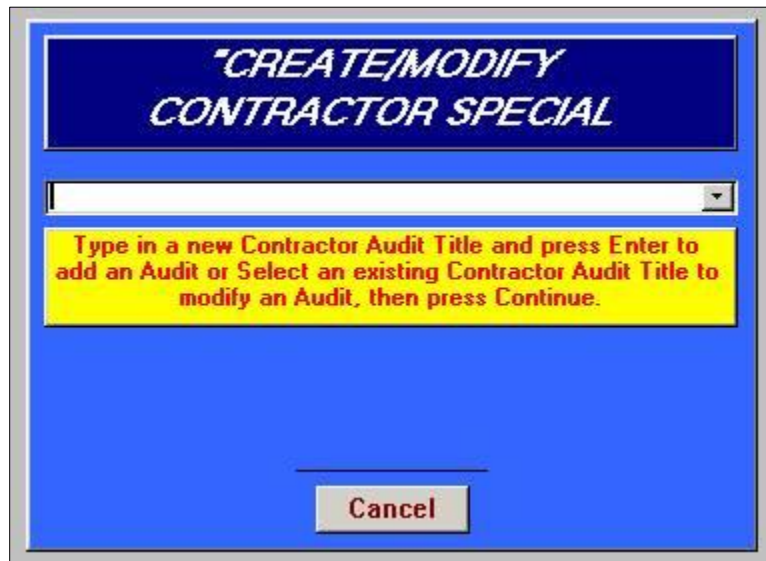 "CREATE/MODIFY
CONTRACTOR SPECIAL
Type in a new Contractor Audit Title and press Enter to
add an Audit or Select an existing Contractor Audit Title to
modify an Audit, then press Continue.
Cancel